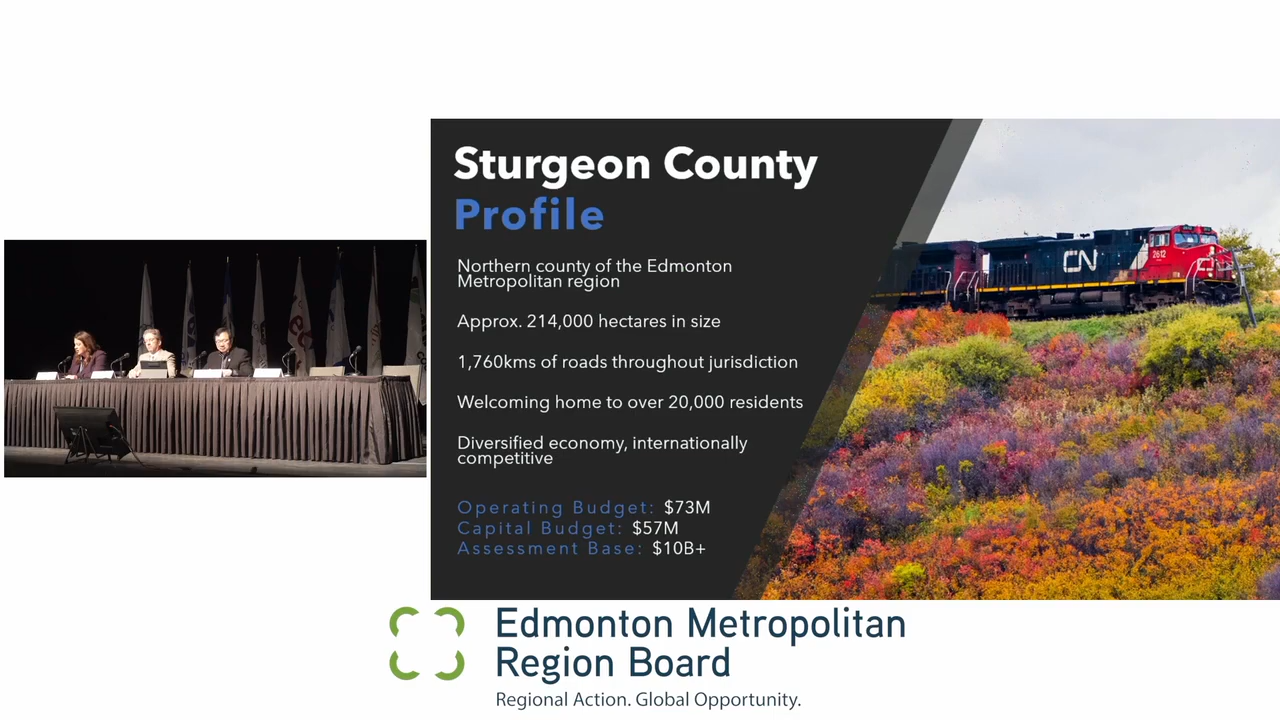 Sturgeon County
Profile
Northern county of the Edmonton
Metropolitan region
Approx. 214,000 hectares in size
1,760kms of roads throughout jurisdiction
Welcoming home to over 20,000 residents
Diversified economy, internationally
competitive
Operating Budget: $73M
Capital Budget: $57M
Assessment Base: $10B+
CN
2612
Edmonton Metropolitan
Region Board
Regional Action. Global Opportunity.